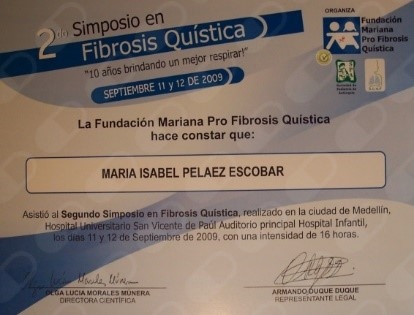 2do Simposio en
Fibrosis Quística
"10 años brindando un mejor respirar!"
SEPTIEMBRE 11 y 12 DE 2009
ORGANIZA
Fundación
Mariana
Pro Fibrosis
Quística
La Fundación Mariana Pro Fibrosis Quística
hace constar que:
MARIA ISABEL PELAEZ ESCOBAR
Asistió al Segundo Simposio en Fibrosis Quística, realizado en la ciudad de Medellín,
Hospital Universitario San Vicente de Paúl Auditorio principal Hospital Infantil,
los días 11 y 12 de Septiembre de 2009, con una intensidad de 16 horas.
OLGA LUCIA MORALES MÚNERA
DIRECTORA CIENTÍFICA
ARMANDO DUQUE DUQUE
REPRESENTANTE LEGAL